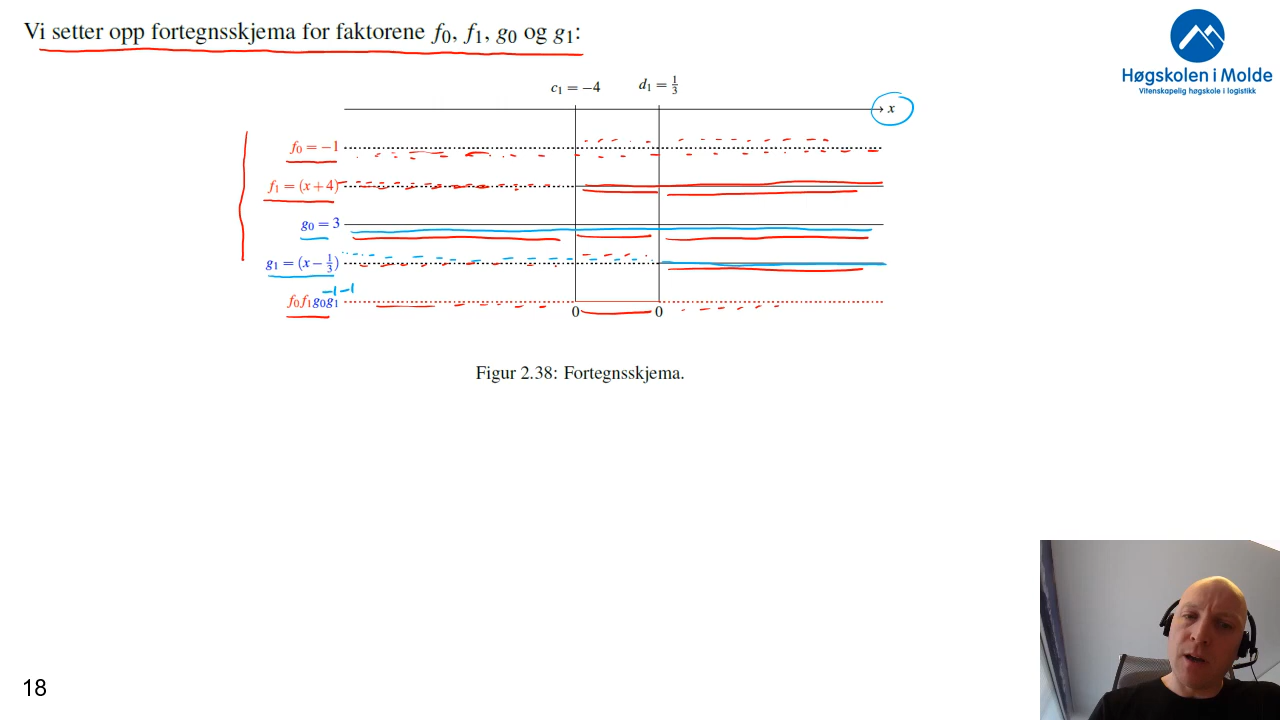 Vi setter opp fortegnsskjema for faktorene f₀, f₁, g₀ og g₁:
Høgskolen i Molde
Vitenskapelig høgskole i logistikk
c₁ = −4 d₁ = 1/3
x
f₀ = −1
f₁ = (x+4)
g₀ = 3
g₁ = (x − 1/3)
−1 −1
f₀f₁g₀g₁
0 0
Figur 2.38: Fortegnsskjema.
18